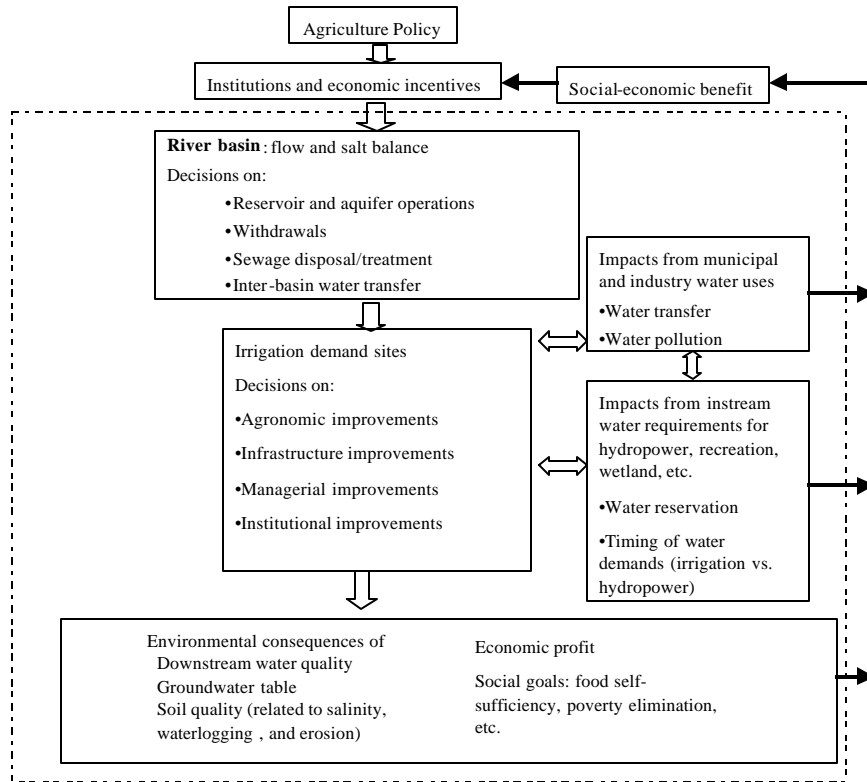 Agriculture Policy
Institutions and economic incentives
Social-economic benefit
River basin: flow and salt balance
Decisions on:
•Reservoir and aquifer operations
•Withdrawals
•Sewage disposal/treatment
•Inter-basin water transfer
Impacts from municipal
and industry water uses
•Water transfer
•Water pollution
Irrigation demand sites
Decisions on:
•Agronomic improvements
•Infrastructure improvements
•Managerial improvements
•Institutional improvements
Impacts from instream
water requirements for
hydropower, recreation,
wetland, etc.
•Water reservation
•Timing of water
demands (irrigation vs.
hydropower)
Environmental consequences of
Downstream water quality
Groundwater table
Soil quality (related to salinity,
waterlogging , and erosion)
Economic profit
Social goals: food self-
sufficiency, poverty elimination,
etc.